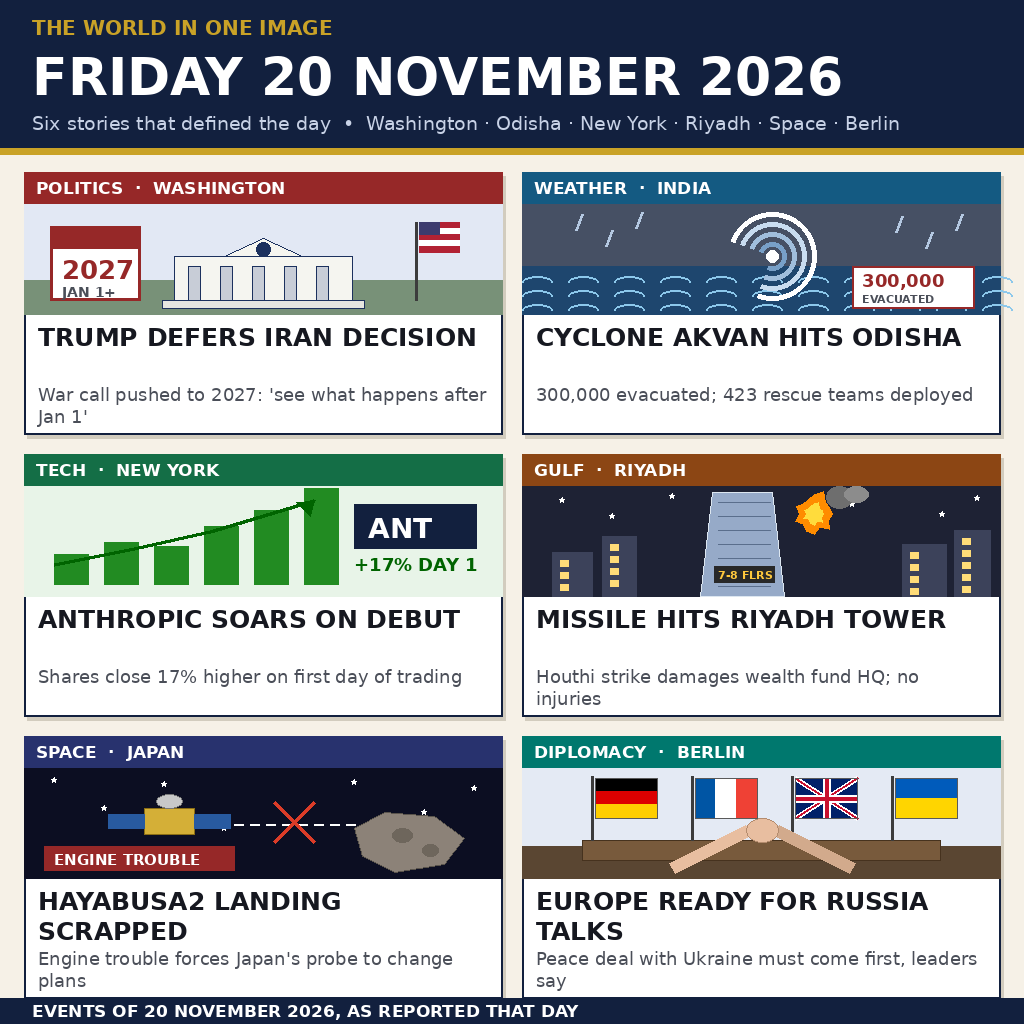 THE WORLD IN ONE IMAGE
FRIDAY 20 NOVEMBER 2026
Six stories that defined the day • Washington · Odisha · New York · Riyadh · Space · Berlin
POLITICS · WASHINGTON
2027
JAN 1+
TRUMP DEFERS IRAN DECISION
War call pushed to 2027: 'see what happens after
Jan 1'
WEATHER · INDIA
300,000
EVACUATED
CYCLONE AKVAN HITS ODISHA
300,000 evacuated; 423 rescue teams deployed
TECH · NEW YORK
ANT
+17% DAY 1
ANTHROPIC SOARS ON DEBUT
Shares close 17% higher on first day of trading
GULF · RIYADH
7-8 FLRS
MISSILE HITS RIYADH TOWER
Houthi strike damages wealth fund HQ; no
injuries
SPACE · JAPAN
ENGINE TROUBLE
HAYABUSA2 LANDING
SCRAPPED
Engine trouble forces Japan's probe to change
plans
DIPLOMACY · BERLIN
EUROPE READY FOR RUSSIA
TALKS
Peace deal with Ukraine must come first, leaders
say
EVENTS OF 20 NOVEMBER 2026, AS REPORTED THAT DAY